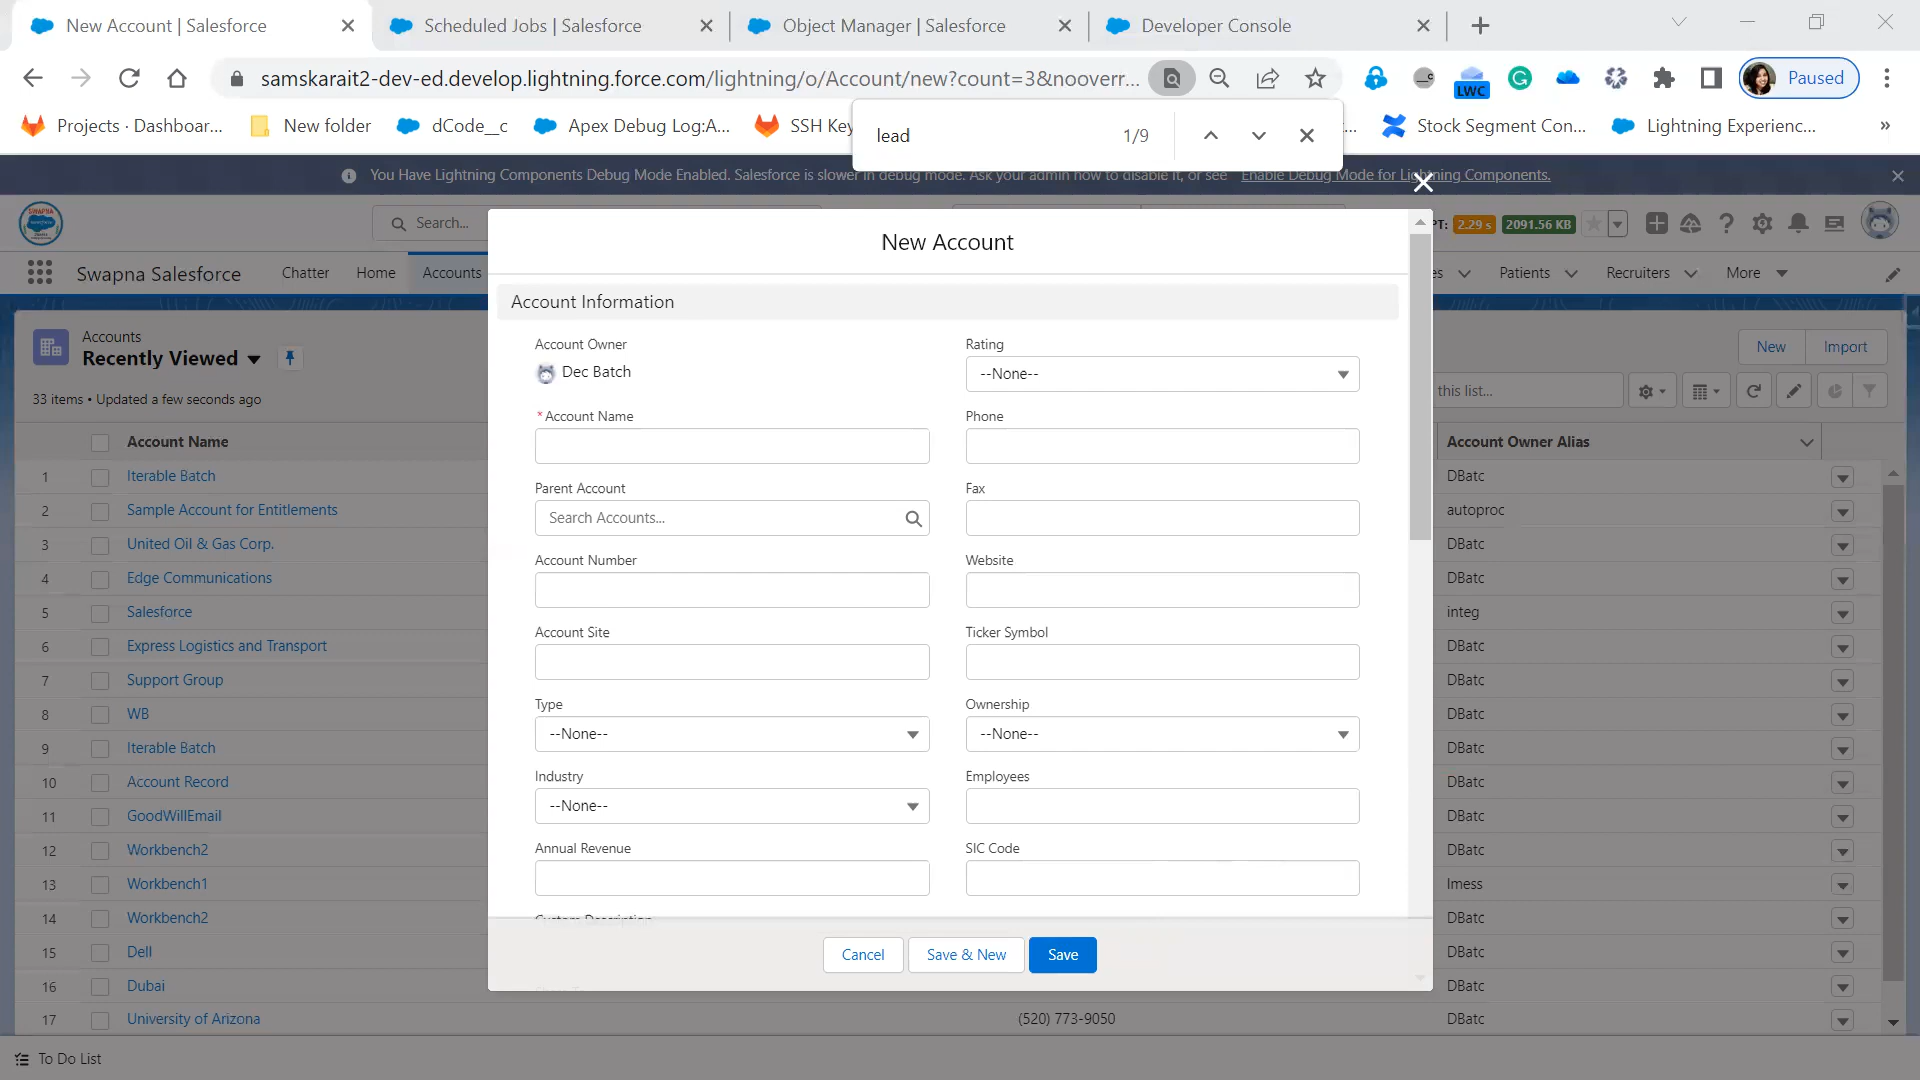 New Account | Salesforce
Scheduled Jobs | Salesforce
Object Manager | Salesforce
Developer Console
samskarait2-dev-ed.develop.lightning.force.com/lightning/o/Account/new?count=3&nooverr...
LWC
Paused
Projects · Dashboar...
New folder
dCode__c
Apex Debug Log:A...
SSH Key
Stock Segment Con...
Lightning Experienc...
lead
1/9
You Have Lightning Components Debug Mode Enabled. Salesforce is slower in debug mode. Ask your admin how to disable it, or see Enable Debug Mode for Lightning Components.
Search...
2.29 s
2091.56 KB
Swapna Salesforce
Chatter
Home
Accounts
Patients
Recruiters
More
Accounts
Recently Viewed
33 items • Updated a few seconds ago
New
Import
this list...
Account Name
Account Owner Alias
1 Iterable Batch DBatc
2 Sample Account for Entitlements autoproc
3 United Oil & Gas Corp. DBatc
4 Edge Communications DBatc
5 Salesforce integ
6 Express Logistics and Transport DBatc
7 Support Group DBatc
8 WB DBatc
9 Iterable Batch DBatc
10 Account Record DBatc
11 GoodWillEmail DBatc
12 Workbench2 DBatc
13 Workbench1 Imess
14 Workbench2 DBatc
15 Dell DBatc
16 Dubai DBatc
17 University of Arizona (520) 773-9050 DBatc
New Account
Account Information
Account Owner
Dec Batch
Rating
--None--
* Account Name
Phone
Parent Account
Search Accounts...
Fax
Account Number
Website
Account Site
Ticker Symbol
Type
--None--
Ownership
--None--
Industry
--None--
Employees
Annual Revenue
SIC Code
Custom Description
Cancel
Save & New
Save
To Do List